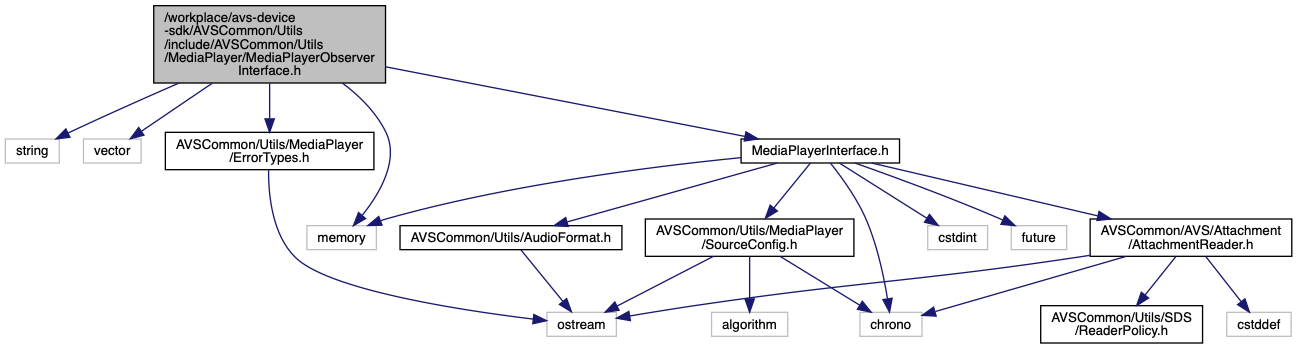 /workplace/avs-device
-sdk/AVSCommon/Utils
/include/AVSCommon/Utils
/MediaPlayer/MediaPlayerObserver
Interface.h
string
vector
AVSCommon/Utils/MediaPlayer
/ErrorTypes.h
MediaPlayerInterface.h
memory
AVSCommon/Utils/AudioFormat.h
AVSCommon/Utils/MediaPlayer
/SourceConfig.h
cstdint
future
AVSCommon/AVS/Attachment
/AttachmentReader.h
ostream
algorithm
chrono
AVSCommon/Utils/SDS
/ReaderPolicy.h
cstddef